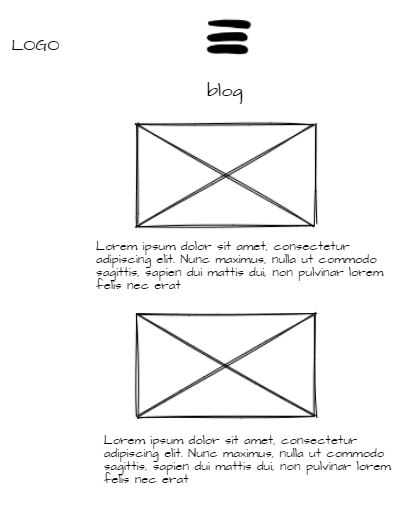 LOGO
blog
Lorem ipsum dolor sit amet, consectetur
adipiscing elit. Nunc maximus, nulla ut commodo
sagittis, sapien dui mattis dui, non pulvinar lorem
felis nec erat
Lorem ipsum dolor sit amet, consectetur
adipiscing elit. Nunc maximus, nulla ut commodo
sagittis, sapien dui mattis dui, non pulvinar lorem
felis nec erat